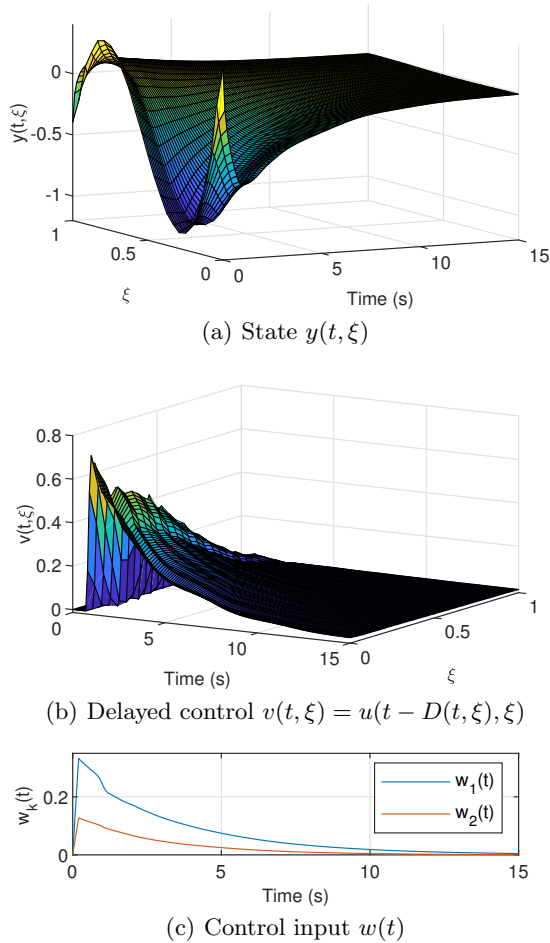 0
-0.5
-1
y(t,ξ)
1
0.5
0
ξ
0
5
10
15
Time (s)
(a) State y(t, ξ)
0.8
0.6
0.4
0.2
0
v(t,ξ)
0
5
10
15
Time (s)
0
0.5
1
ξ
(b) Delayed control v(t, ξ) = u(t − D(t, ξ), ξ)
0.2
0
w_k(t)
w_1(t)
w_2(t)
0
5
10
15
Time (s)
(c) Control input w(t)